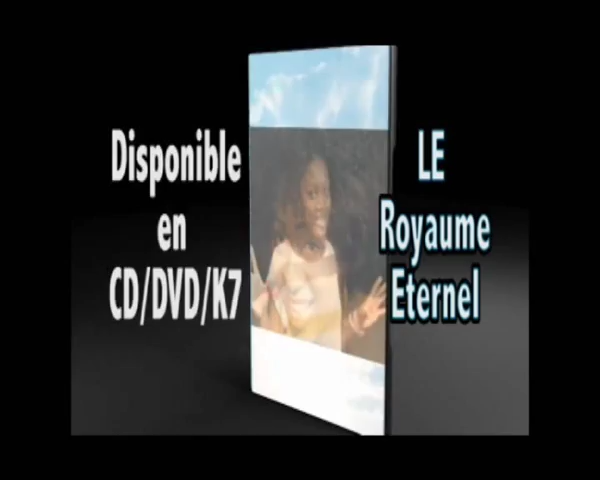 Disponible
en
CD/DVD/K7
LE
Royaume
Eternel